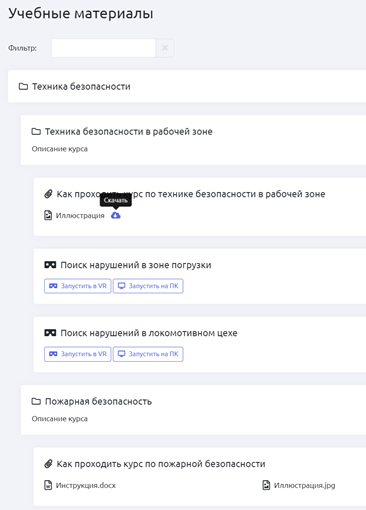 Учебные материалы
Фильтр:
Техника безопасности
Техника безопасности в рабочей зоне
Описание курса
Как проходить курс по технике безопасности в рабочей зоне
Скачать
Иллюстрация
Поиск нарушений в зоне погрузки
Запустить в VR Запустить на ПК
Поиск нарушений в локомотивном цехе
Запустить в VR Запустить на ПК
Пожарная безопасность
Описание курса
Как проходить курс по пожарной безопасности
Инструкция.docx Иллюстрация.jpg